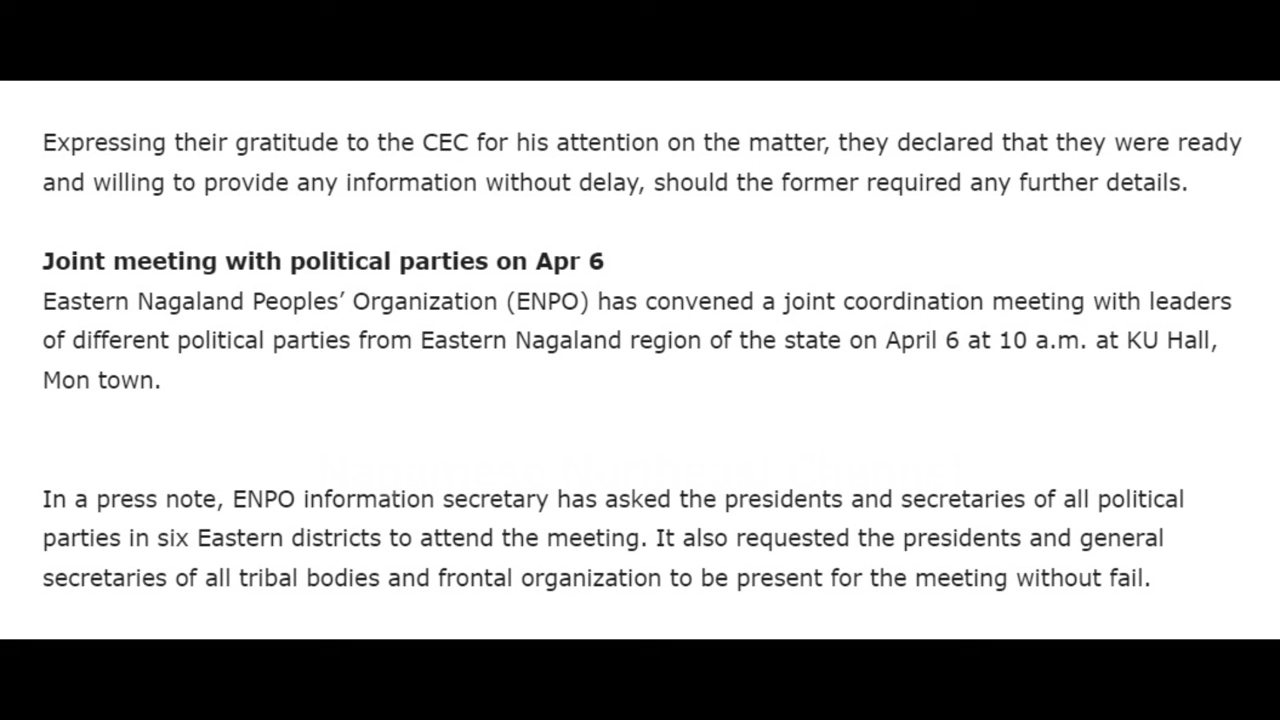 Expressing their gratitude to the CEC for his attention on the matter, they declared that they were ready
and willing to provide any information without delay, should the former required any further details.
Joint meeting with political parties on Apr 6
Eastern Nagaland Peoples’ Organization (ENPO) has convened a joint coordination meeting with leaders
of different political parties from Eastern Nagaland region of the state on April 6 at 10 a.m. at KU Hall,
Mon town.
In a press note, ENPO information secretary has asked the presidents and secretaries of all political
parties in six Eastern districts to attend the meeting. It also requested the presidents and general
secretaries of all tribal bodies and frontal organization to be present for the meeting without fail.